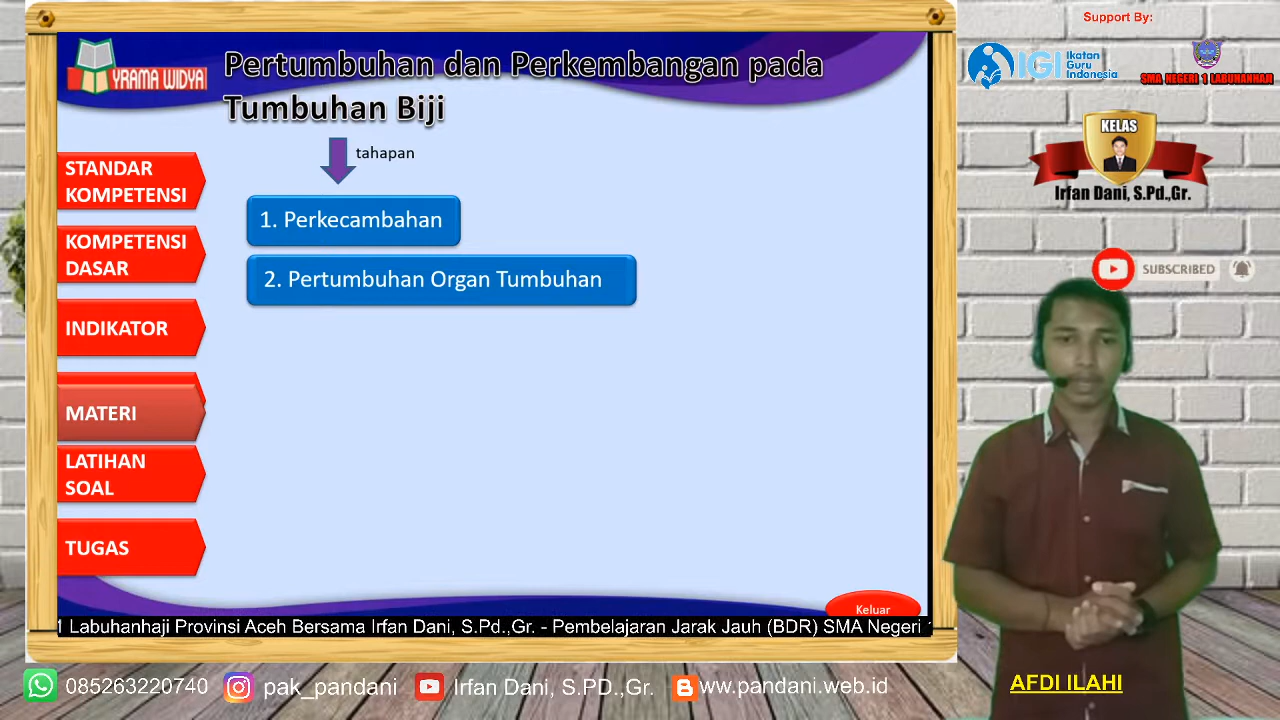 YRAMA WIDYA
Pertumbuhan dan Perkembangan pada
Tumbuhan Biji
tahapan
1. Perkecambahan
2. Pertumbuhan Organ Tumbuhan
STANDAR
KOMPETENSI
KOMPETENSI
DASAR
INDIKATOR
MATERI
LATIHAN
SOAL
TUGAS
Keluar
1 Labuhanhaji Provinsi Aceh Bersama Irfan Dani, S.Pd.,Gr. - Pembelajaran Jarak Jauh (BDR) SMA Negeri 1
085263220740
pak_pandani
Irfan Dani, S.PD.,Gr.
ww.pandani.web.id
Support By:
IGI Ikatan
Guru
Indonesia
SMA NEGERI 1 LABUHANHAJI
KELAS
Irfan Dani, S.Pd.,Gr.
SUBSCRIBED
AFDI ILAHI